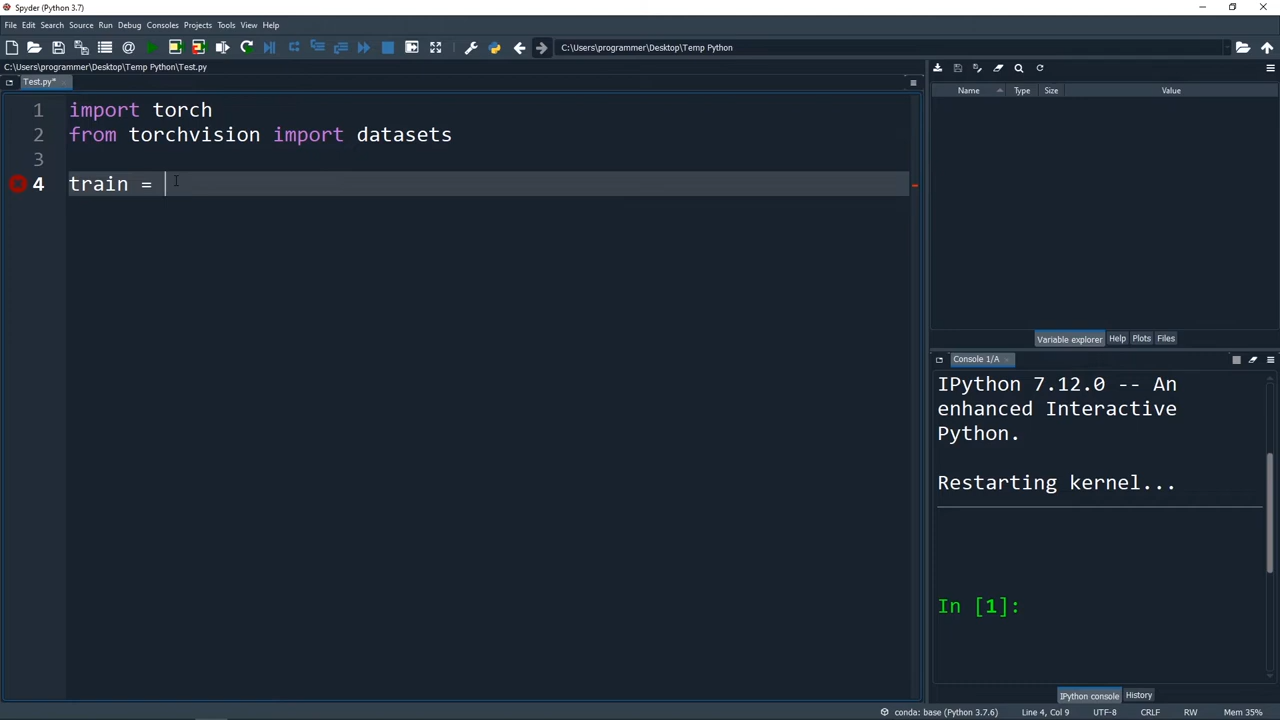 Spyder (Python 3.7)
File Edit Search Source Run Debug Consoles Projects Tools View Help
C:\Users\programmer\Desktop\Temp Python
C:\Users\programmer\Desktop\Temp Python\Test.py
Test.py*
1 import torch
2 from torchvision import datasets
3
4 train =
Name Type Size Value
Variable explorer Help Plots Files
Console 1/A
IPython 7.12.0 -- An
enhanced Interactive
Python.
Restarting kernel...
In [1]:
IPython console History
conda: base (Python 3.7.6) Line 4, Col 9 UTF-8 CRLF RW Mem 35%